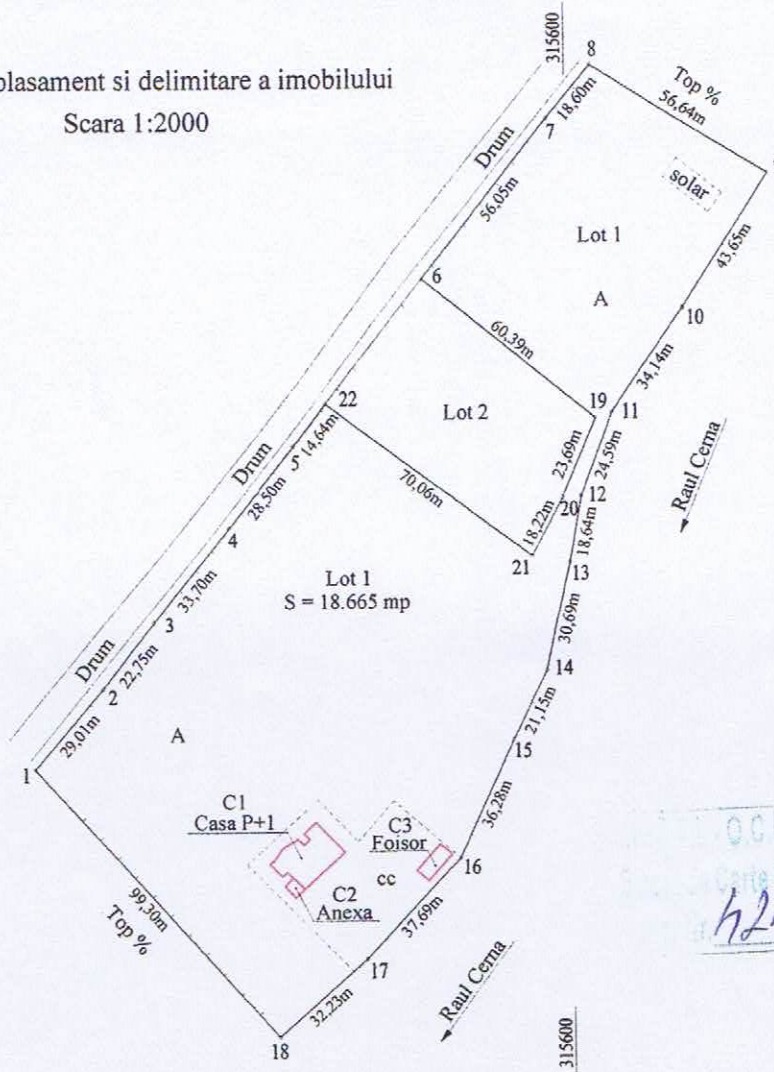 plasament si delimitare a imobilului
Scara 1:2000
315600
8
18,60m
Top %
56,64m
7
Drum
solar
56,05m
Lot 1
43,65m
6
A
10
60,39m
34,14m
19
11
22
Lot 2
14,64m
23,69m
24,59m
Raul Cerna
Drum
5
70,06m
20
12
28,50m
18,22m
18,64m
4
21
13
Lot 1
S = 18.665 mp
33,70m
30,69m
3
Drum
22,75m
14
2
21,15m
29,01m
A
15
1
C1
Casa P+1
36,28m
C3
Foisor
O.C.
16
cc
Carte
C2
Anexa
99,30m
37,69m
Top %
17
Raul Cerna
32,23m
18
315600